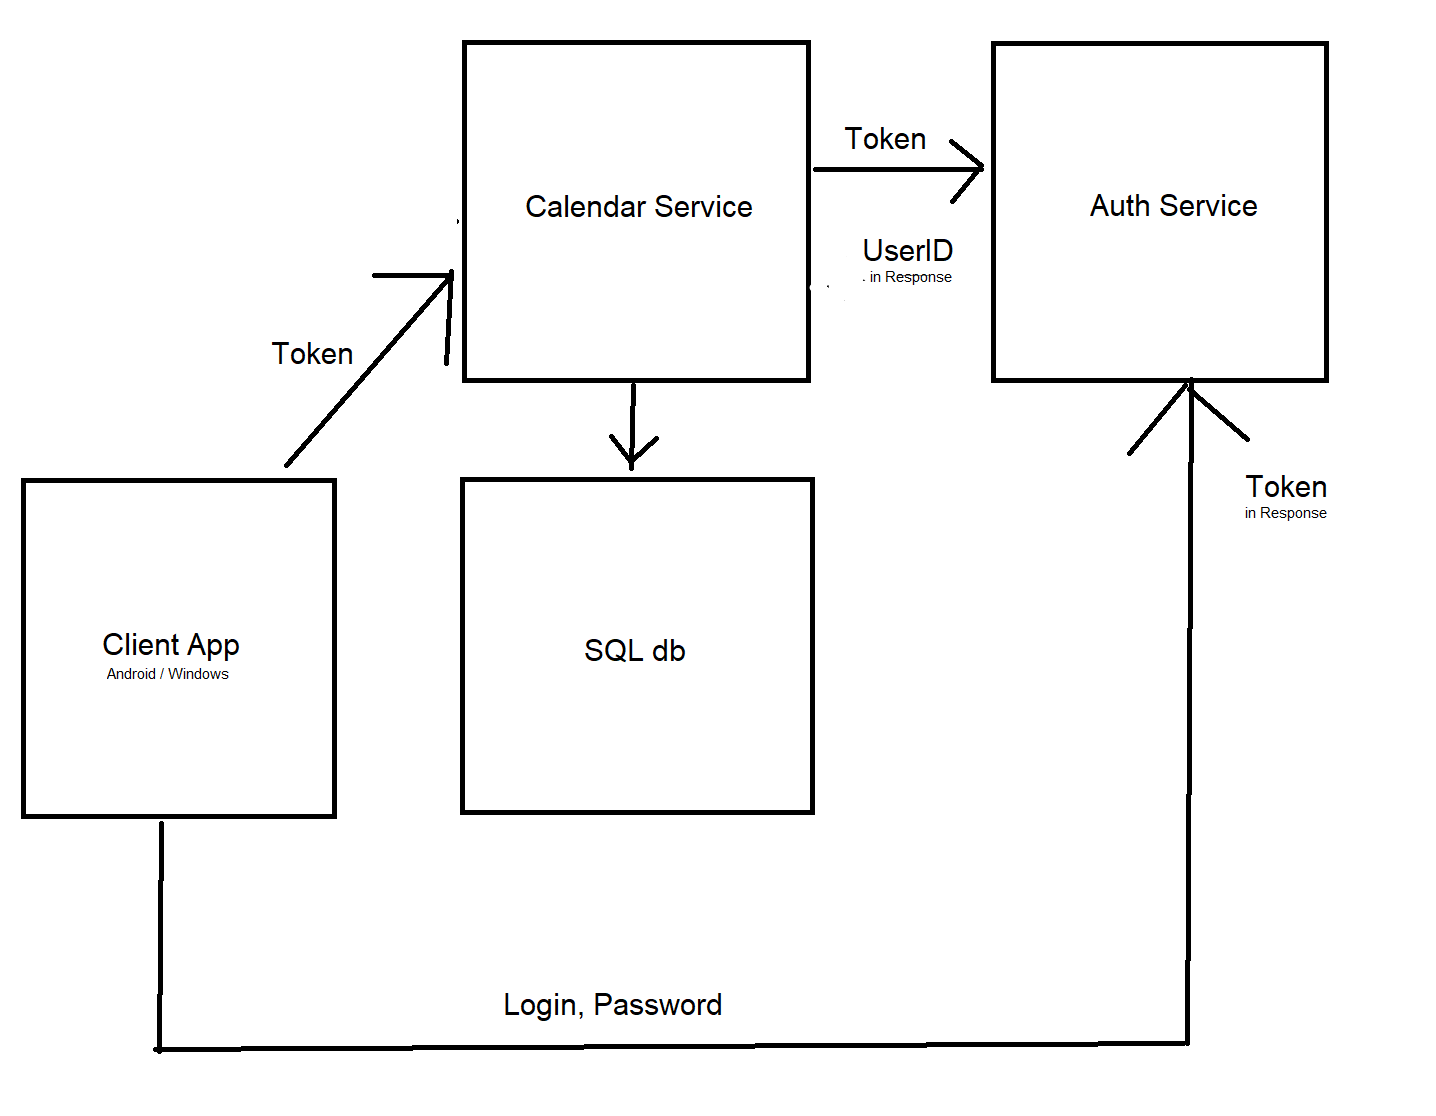 Token
Calendar Service
Auth Service
UserID
in Response
Token
Token
in Response
Client App
Android / Windows
SQL db
Login, Password